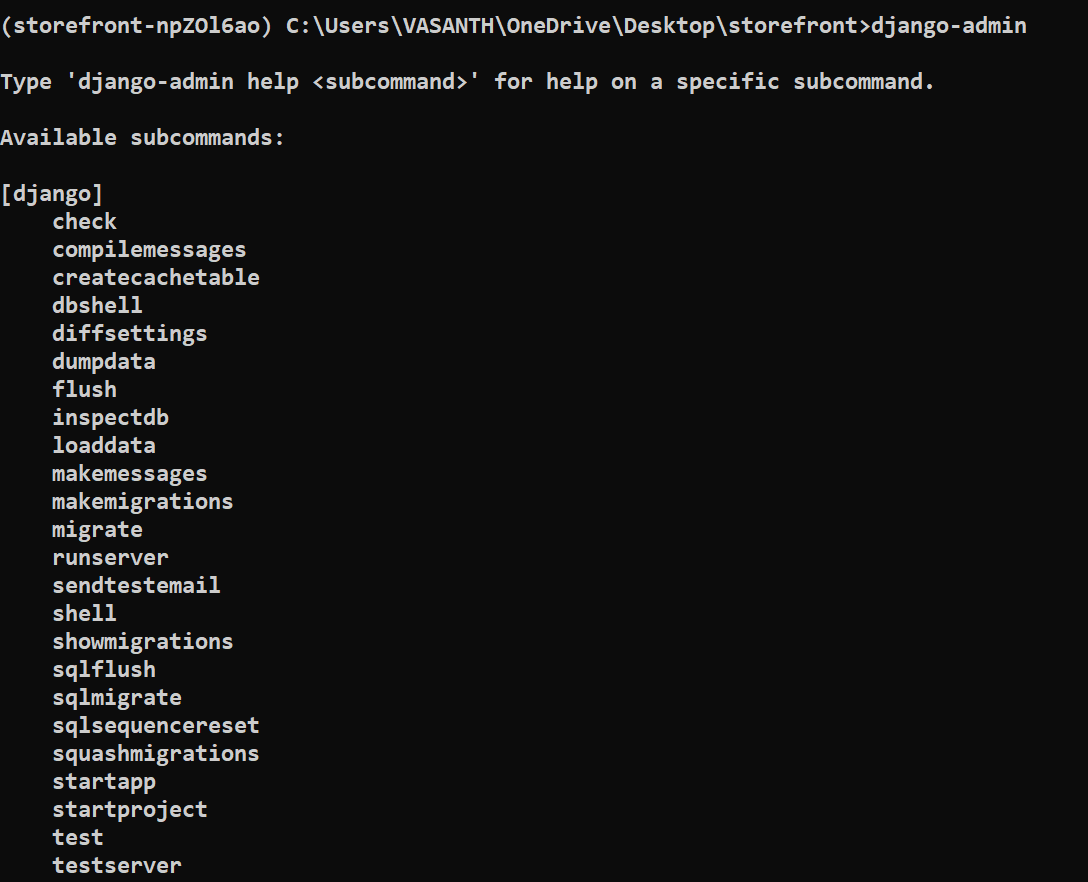 (storefront-npZOl6ao) C:\Users\VASANTH\OneDrive\Desktop\storefront>django-admin
Type 'django-admin help <subcommand>' for help on a specific subcommand.
Available subcommands:
[django]
check
compilemessages
createcachetable
dbshell
diffsettings
dumpdata
flush
inspectdb
loaddata
makemessages
makemigrations
migrate
runserver
sendtestemail
shell
showmigrations
sqlflush
sqlmigrate
sqlsequencereset
squashmigrations
startapp
startproject
test
testserver